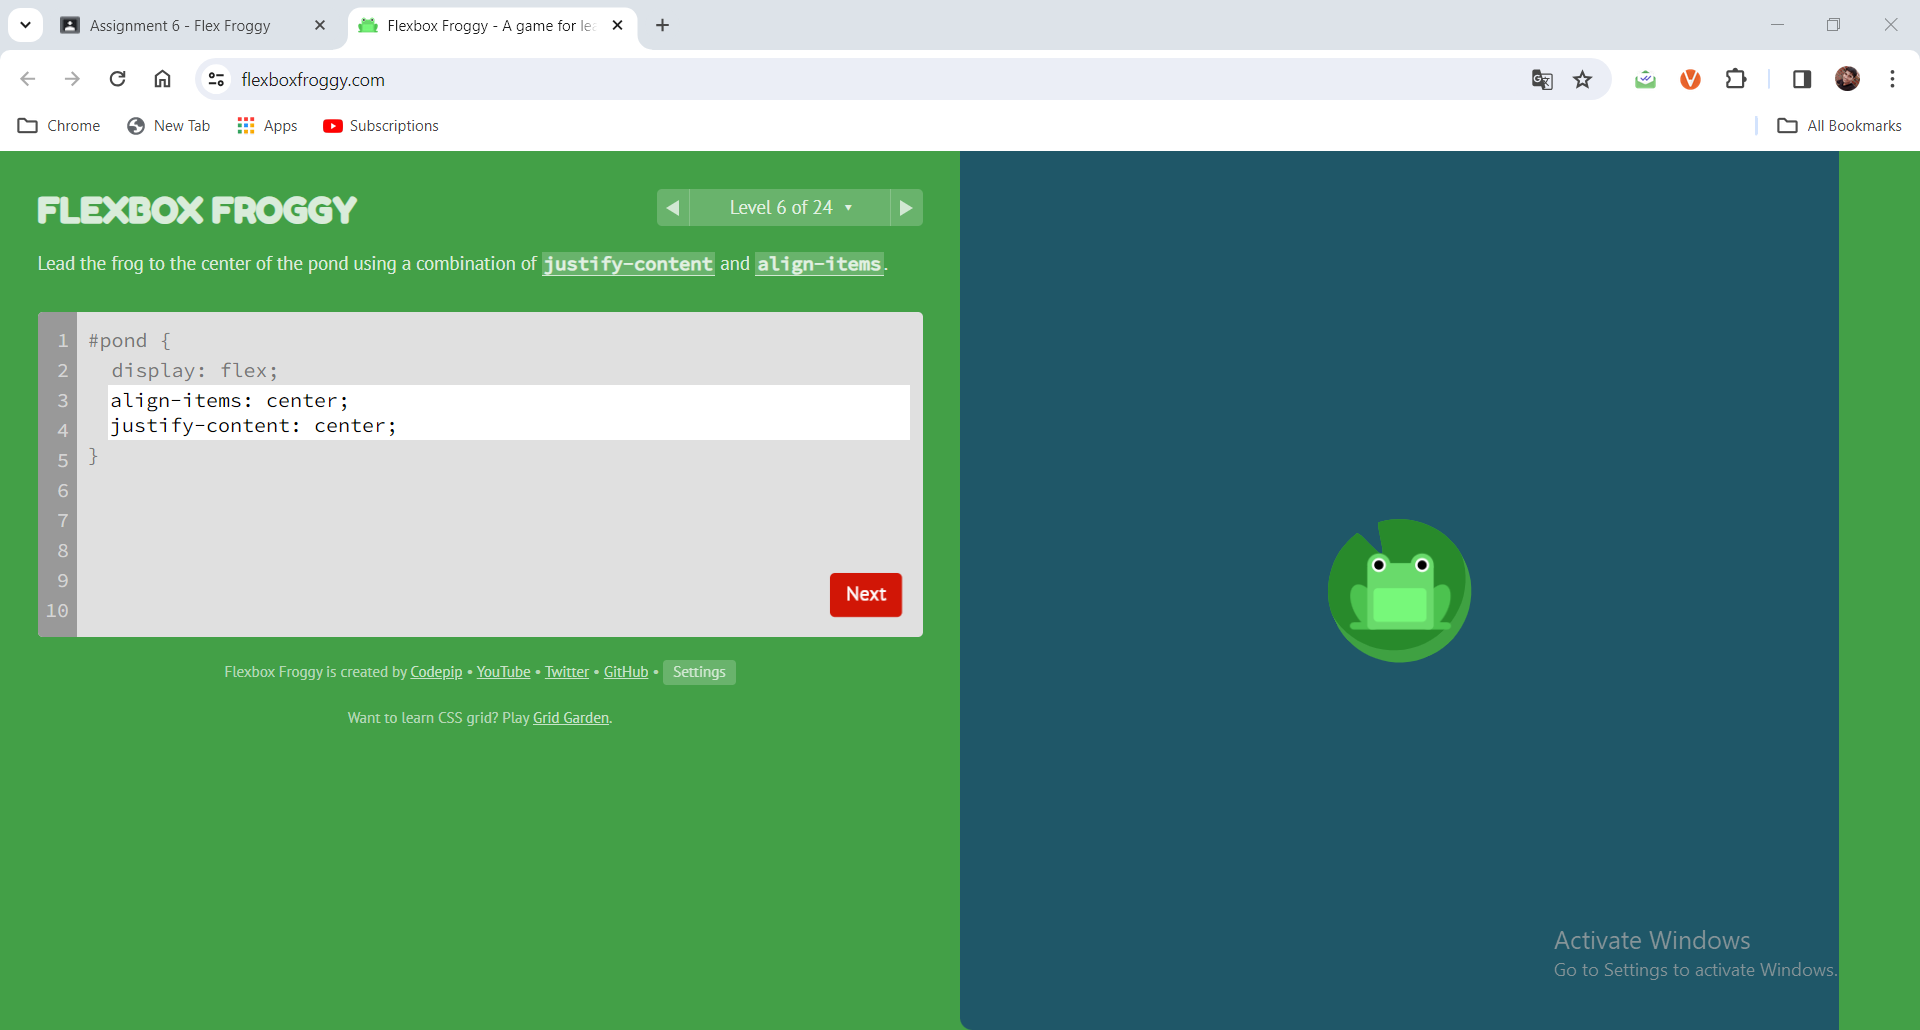 Assignment 6 - Flex Froggy
Flexbox Froggy - A game for lea
flexboxfroggy.com
Chrome
New Tab
Apps
Subscriptions
All Bookmarks
FLEXBOX FROGGY
Level 6 of 24
Lead the frog to the center of the pond using a combination of justify-content and align-items.
1 #pond {
2 display: flex;
3 align-items: center;
4 justify-content: center;
5 }
6
7
8
9
10
Next
Flexbox Froggy is created by Codepip • YouTube • Twitter • GitHub • Settings
Want to learn CSS grid? Play Grid Garden.
Activate Windows
Go to Settings to activate Windows.